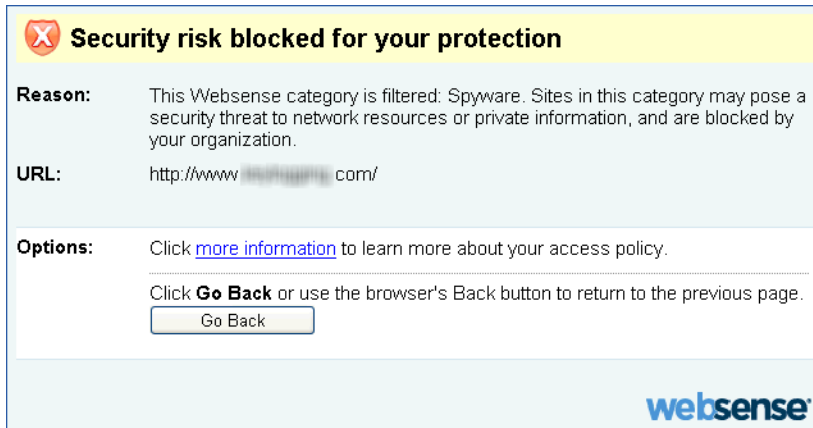 Security risk blocked for your protection
Reason:
This Websense category is filtered: Spyware. Sites in this category may pose a
security threat to network resources or private information, and are blocked by
your organization.
URL:
http://www. .com/
Options:
Click more information to learn more about your access policy.
Click Go Back or use the browser's Back button to return to the previous page.
Go Back
websense